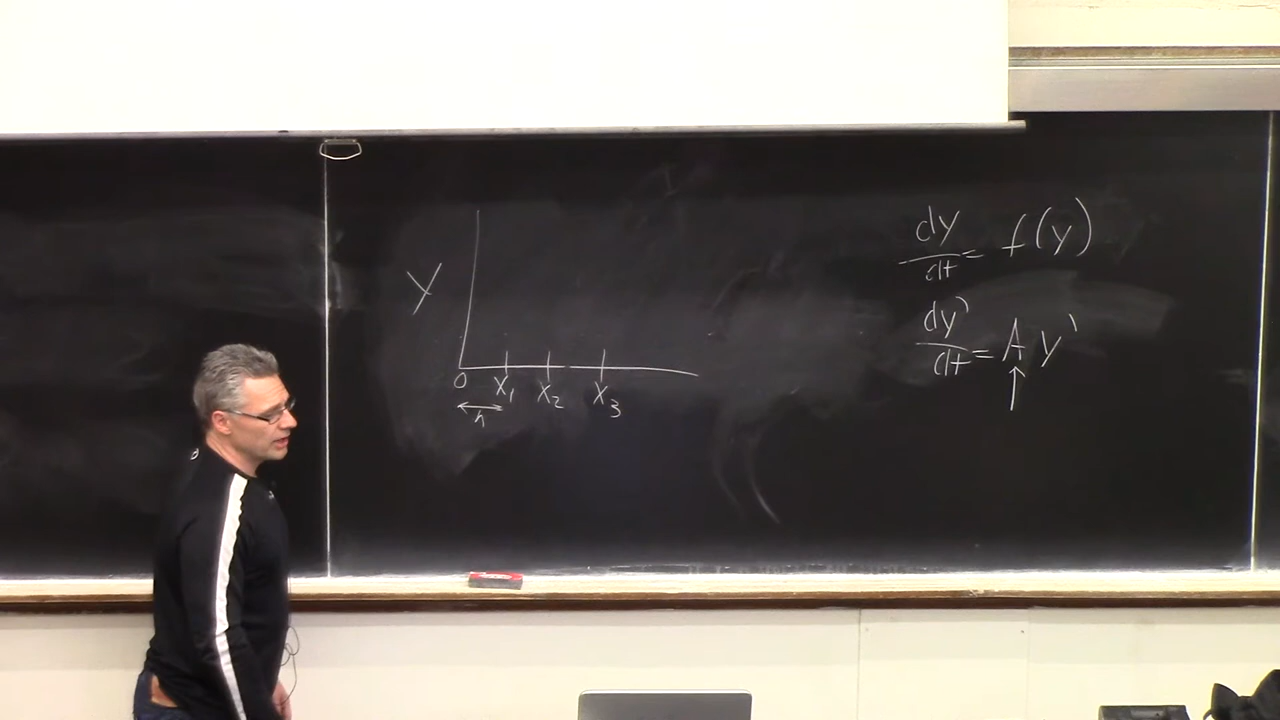 Y
0 x₁ x₂ x₃
h
dy/dt = f(y)
dy'/dt = A y'